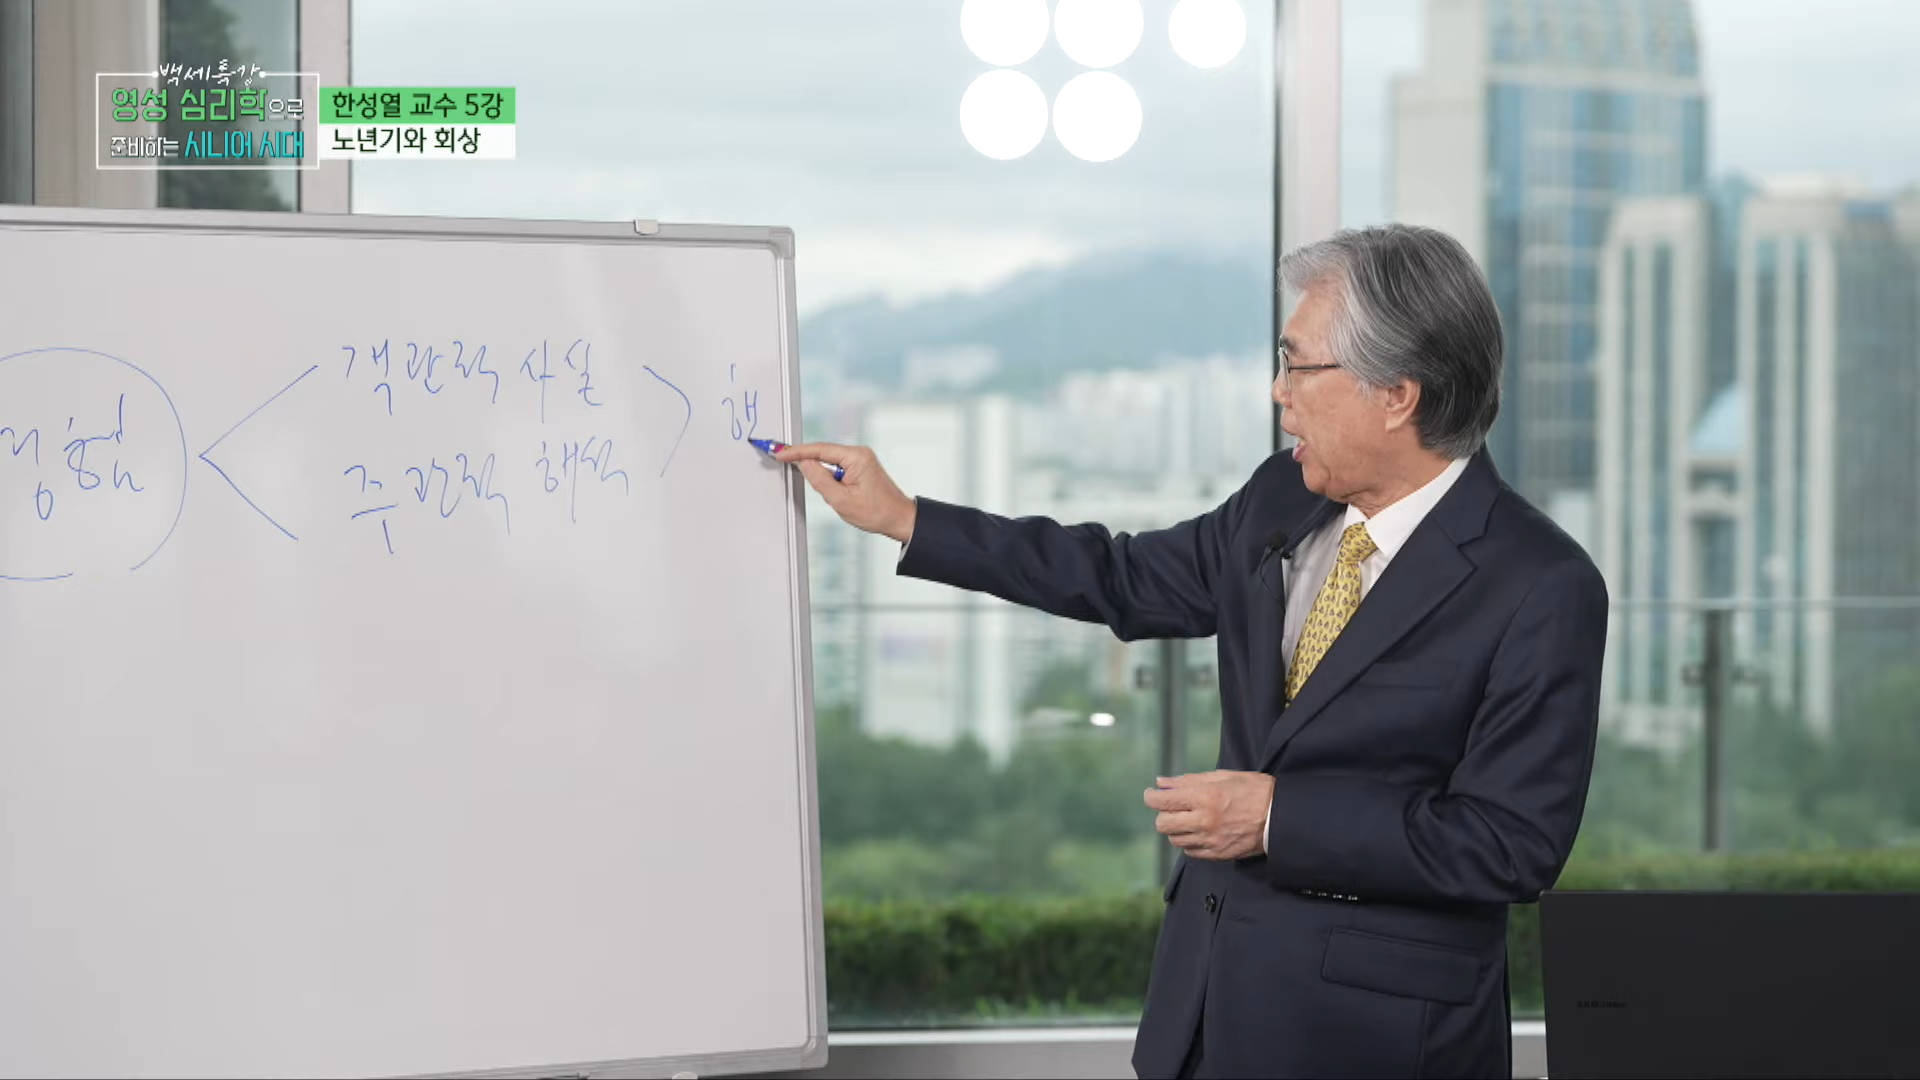 백세특강
영성 심리학으로
준비하는 시니어 시대
한성열 교수 5강
노년기와 회상
경험
객관적 사실
주관적 해석